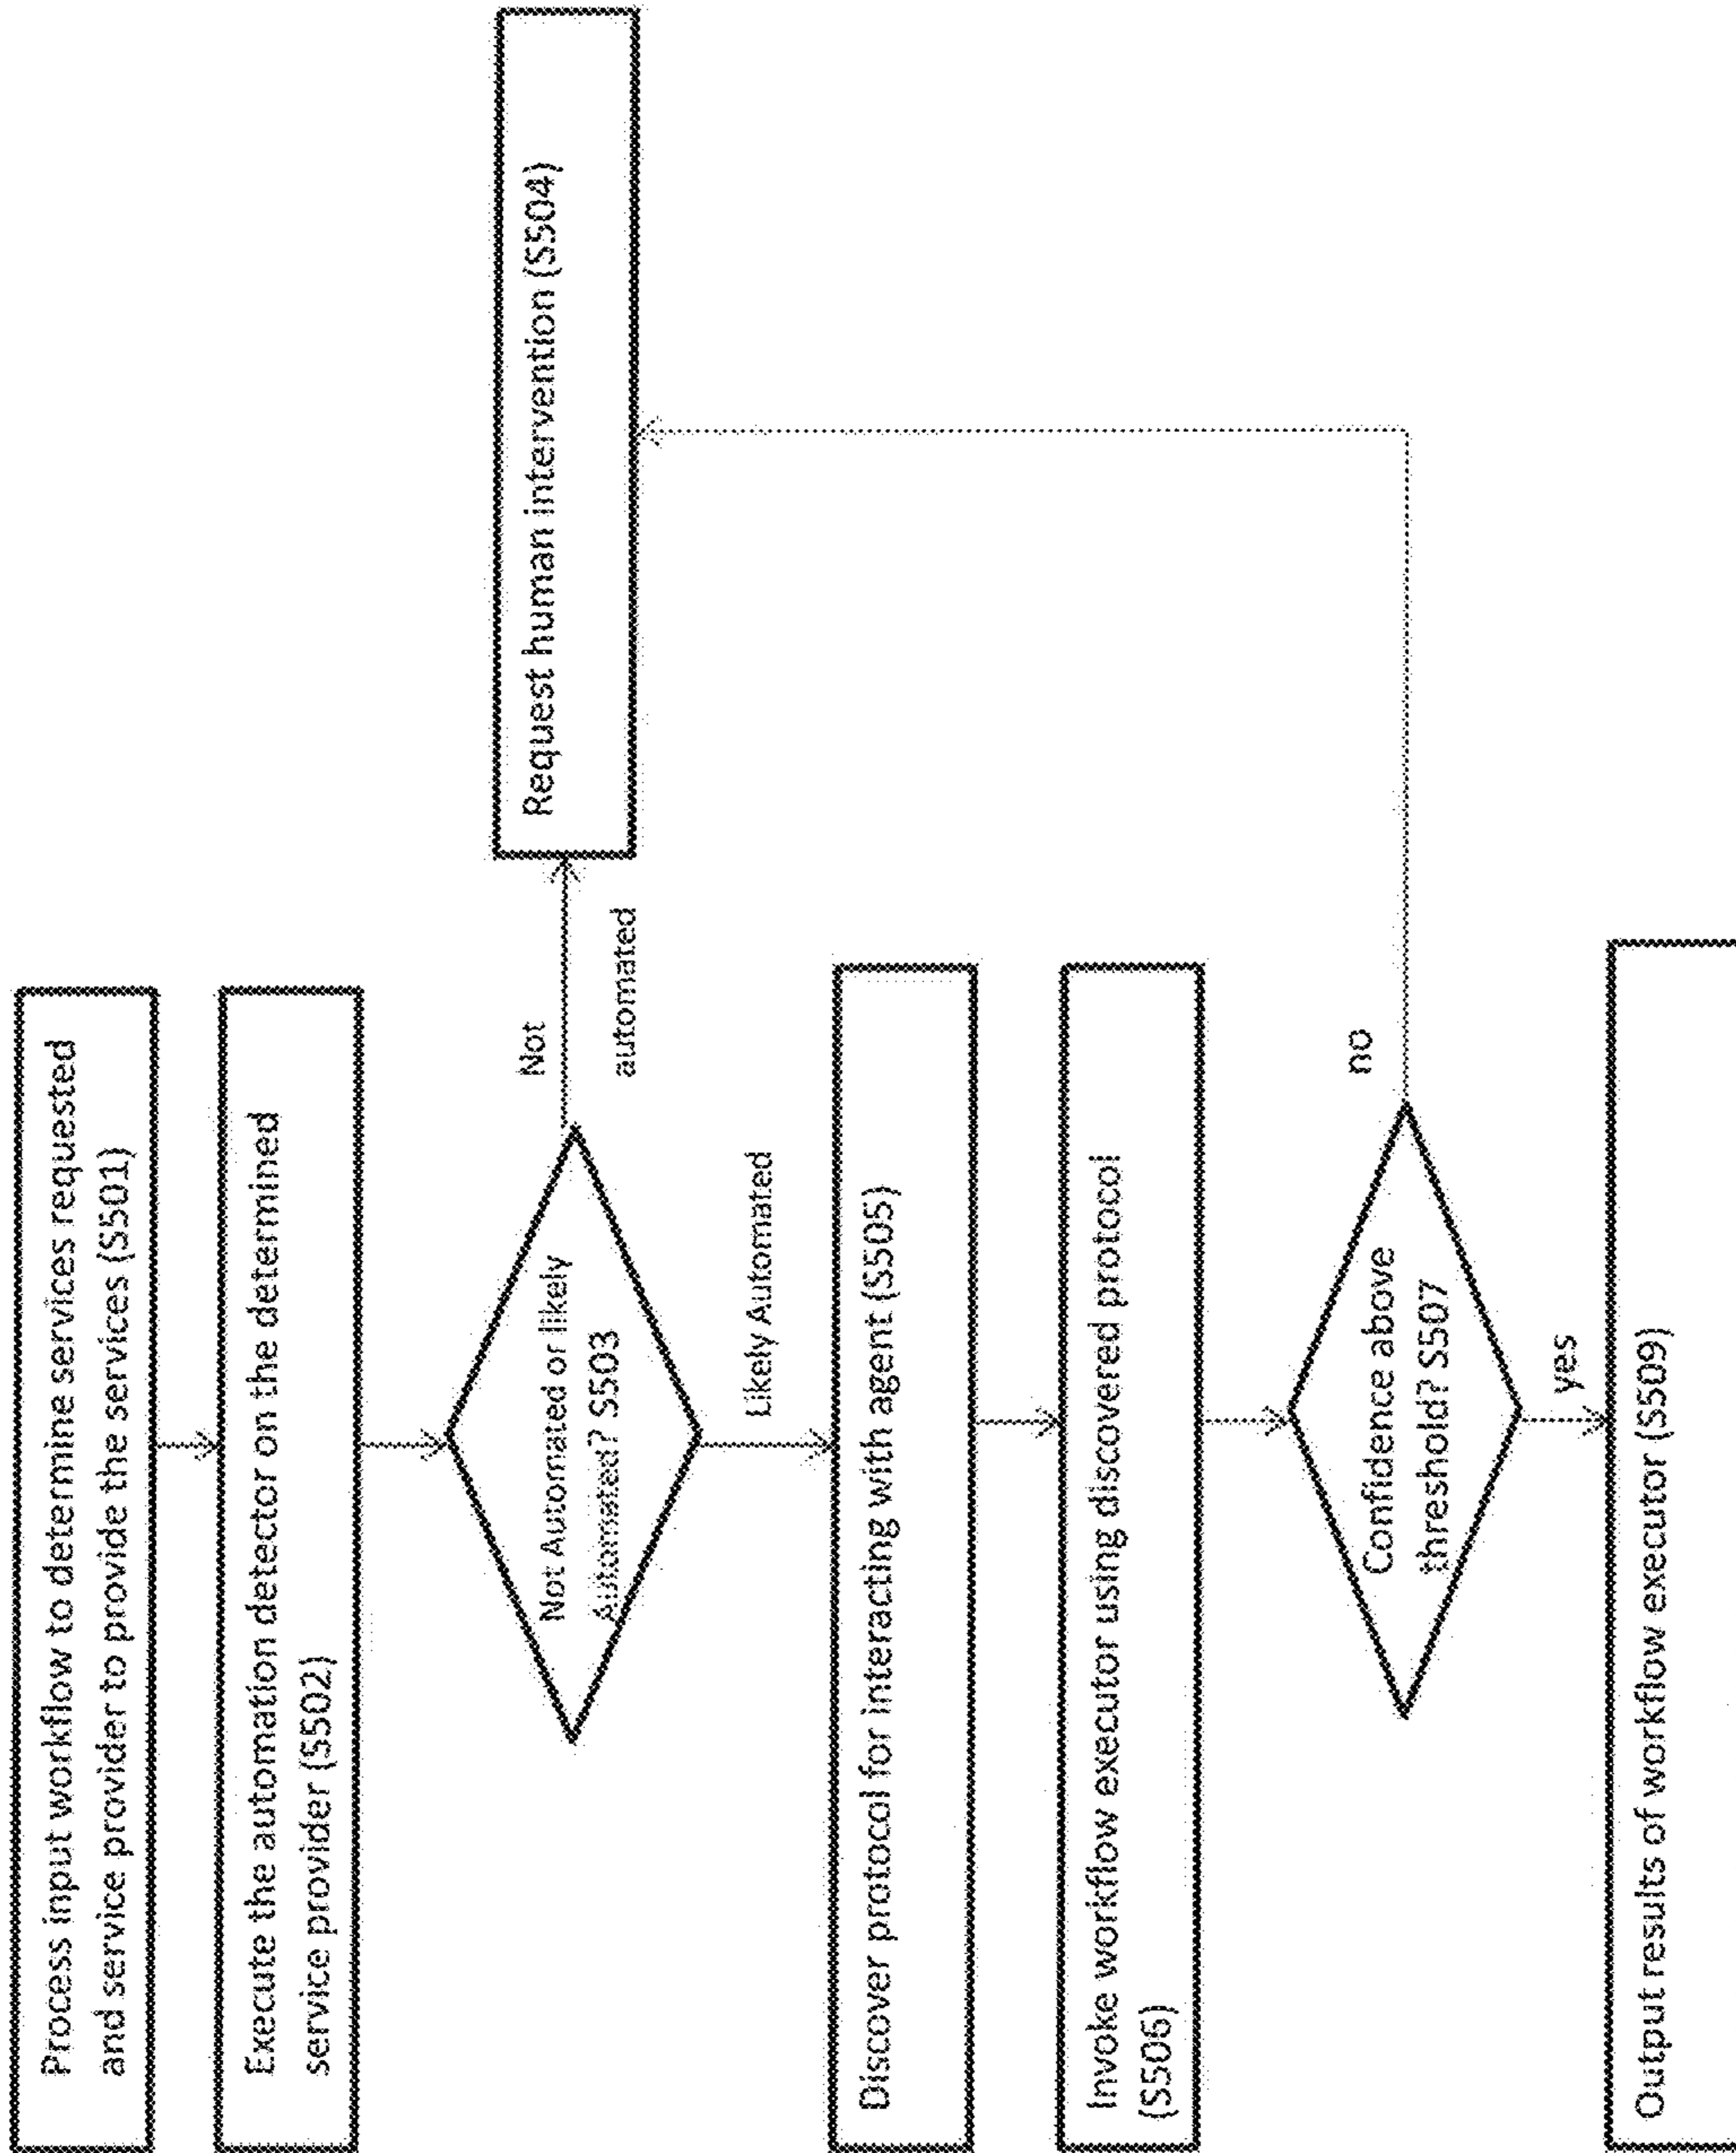 Process input workflow to determine services requested
and service provider to provide the services (S501)
Execute the automation detector on the determined
service provider (S502)
Not Automated or likely
Automated? S503
Not
automated
Request human intervention (S504)
Likely Automated
Discover protocol for interacting with agent (S505)
Invoke workflow executor using discovered protocol
(S506)
Confidence above
threshold? S507
no
yes
Output results of workflow executor (S509)